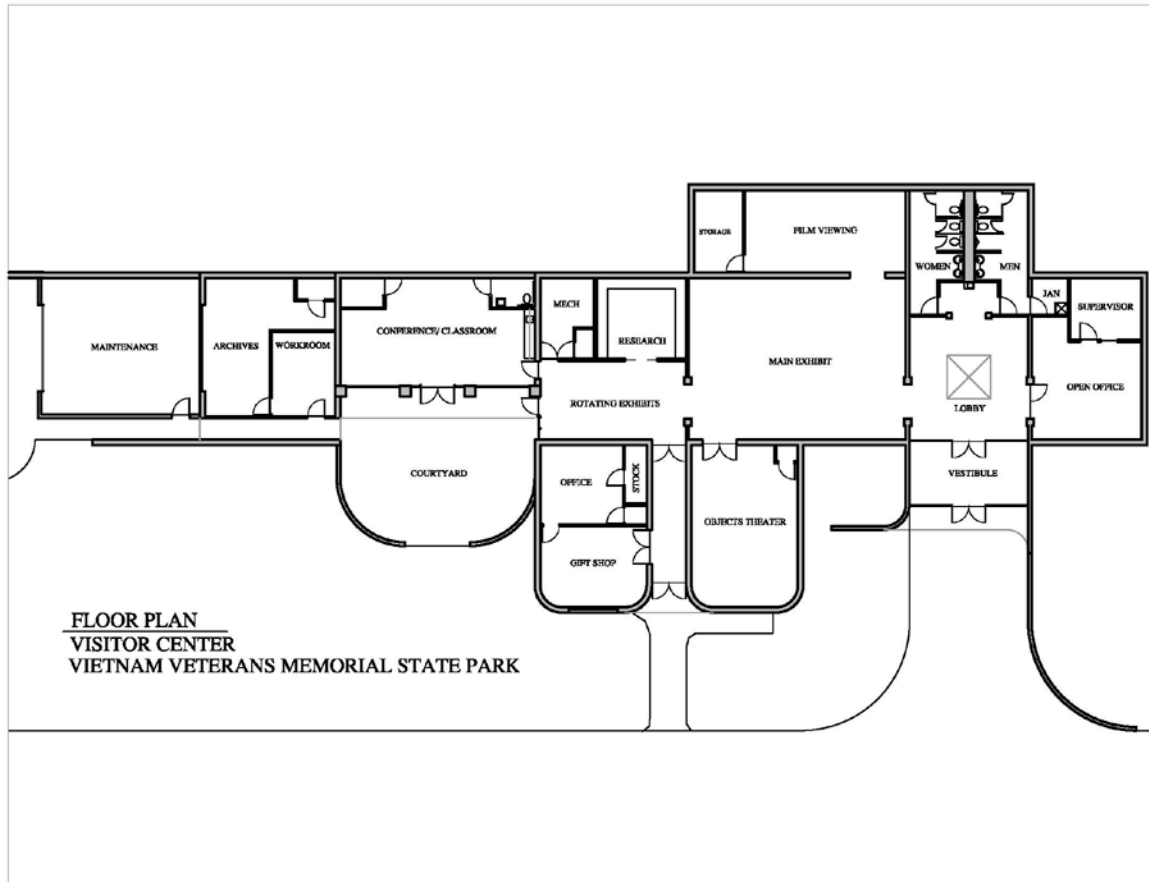 STORAGE
FILM VIEWING
WOMEN
MEN
MECH
JAN
SUPERVISOR
CONFERENCE/ CLASSROOM
MAINTENANCE
ARCHIVES
WORKROOM
RESEARCH
MAIN EXHIBIT
OPEN OFFICE
ROTATING EXHIBITS
LOBBY
COURTYARD
OFFICE
STOCK
VESTIBULE
OBJECTS THEATER
GIFT SHOP
FLOOR PLAN
VISITOR CENTER
VIETNAM VETERANS MEMORIAL STATE PARK